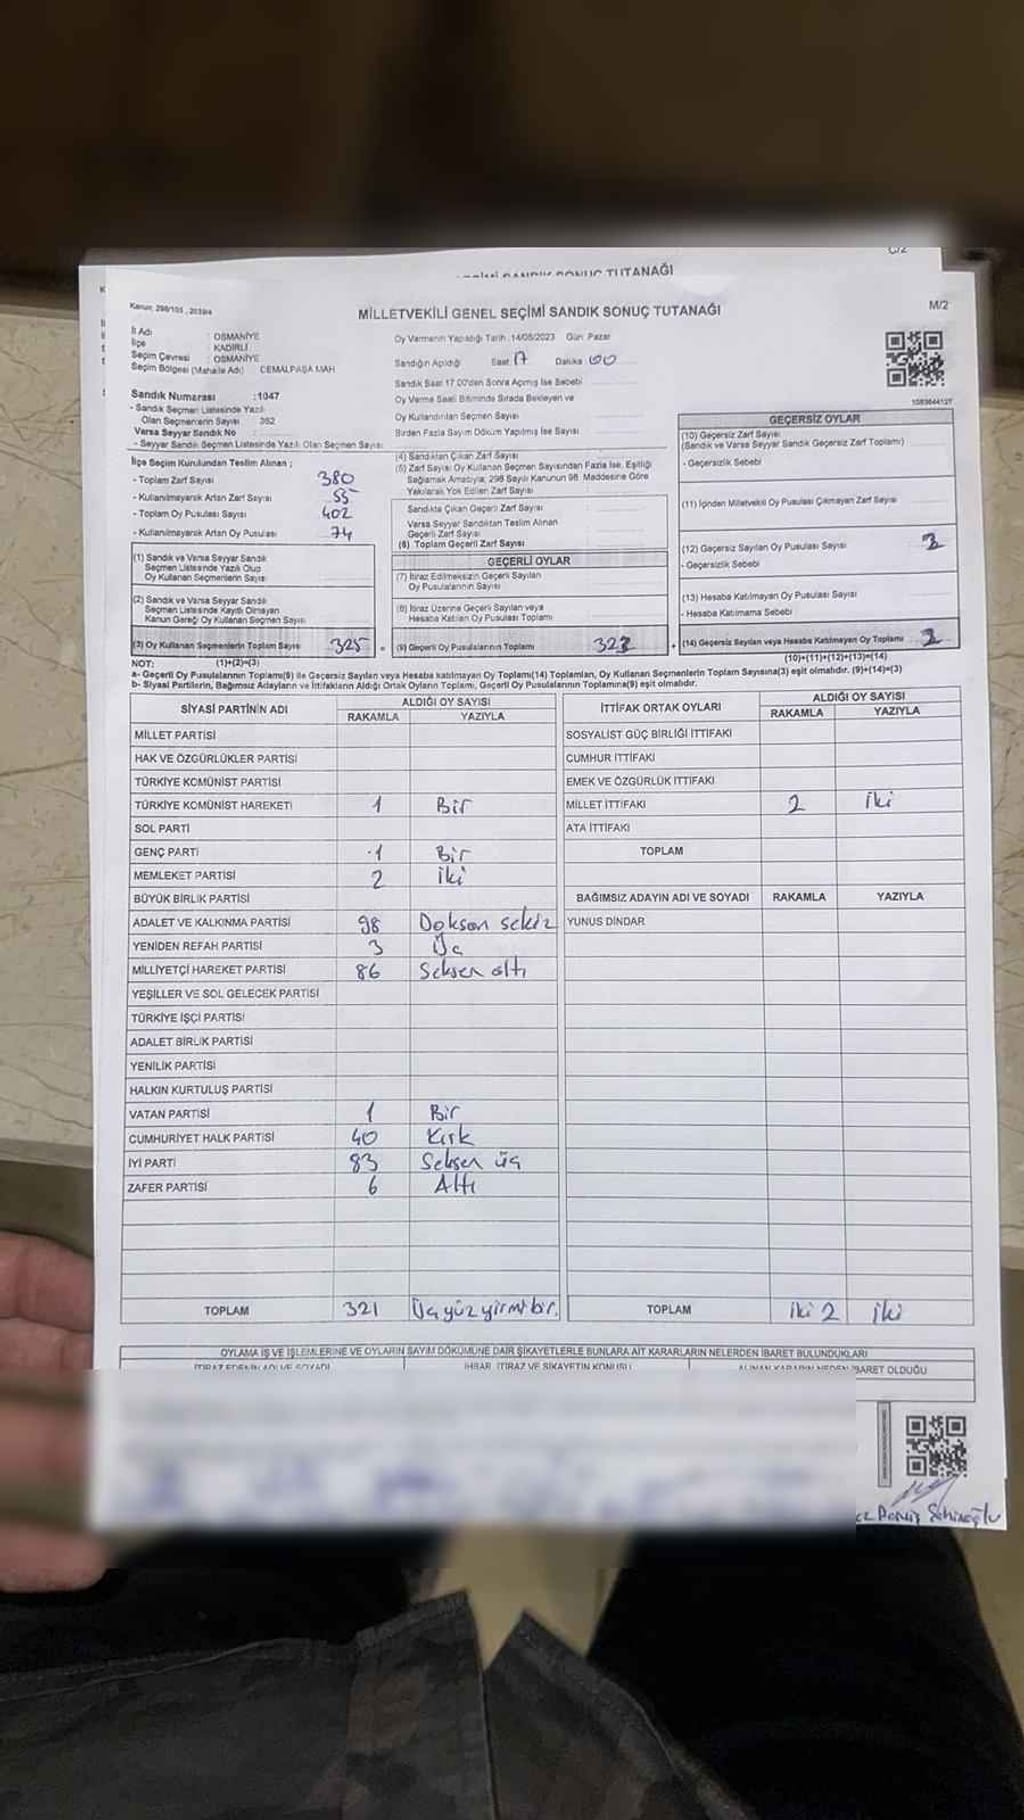 TUTANAĞI
Kanun: 298/105
MİLLETVEKİLİ GENEL SEÇİMİ SANDIK SONUÇ TUTANAĞI
M/2
İl Adı : OSMANİYE
İlçe : KADİRLİ
Seçim Çevresi : OSMANİYE
Seçim Bölgesi (Mahalle Adı) CEMALPAŞA MAH
Sandık Numarası :1047
- Sandık Seçmen Listesinde Yazılı
Olan Seçmenlerin Sayısı 362
Varsa Seyyar Sandık No
- Seyyar Sandık Seçmen Listesinde Yazılı Olan Seçmen Sayısı
Oy Vermenin Yapıldığı Tarih : 14/05/2023 Gün: Pazar
Sandığın Açıldığı Saat 17 Dakika 00
Sandık Saat 17.00'den Sonra Açılmış İse Sebebi
Oy Verme Saati Bitiminde Sırada Bekleyen ve
Oy Kullandırılan Seçmen Sayısı
Birden Fazla Sayım Döküm Yapılmış İse Sayısı
İlçe Seçim Kurulundan Teslim Alınan ;
- Toplam Zarf Sayısı 380
- Kullanılmayarak Artan Zarf Sayısı 55
- Toplam Oy Pusulası Sayısı 402
- Kullanılmayarak Artan Oy Pusulası 74
(4) Sandıktan Çıkan Zarf Sayısı
(5) Zarf Sayısı Oy Kullanan Seçmen Sayısından Fazla İse, Eşitliği
Sağlamak Amacıyla; 298 Sayılı Kanunun 98. Maddesine Göre
Yakılarak Yok Edilen Zarf Sayısı
Sandıkta Çıkan Geçerli Zarf Sayısı
Varsa Seyyar Sandıktan Teslim Alınan
Geçerli Zarf Sayısı
(6) Toplam Geçerli Zarf Sayısı
GEÇERSİZ OYLAR
(10) Geçersiz Zarf Sayısı
(Sandık ve Varsa Seyyar Sandık Geçersiz Zarf Toplamı)
- Geçersizlik Sebebi
(11) İçinden Milletvekili Oy Pusulası Çıkmayan Zarf Sayısı
(12) Geçersiz Sayılan Oy Pusulası Sayısı
- Geçersizlik Sebebi
(13) Hesaba Katılmayan Oy Pusulası Sayısı
- Hesaba Katılmama Sebebi
(14) Geçersiz Sayılan veya Hesaba Katılmayan Oy Toplamı
(10)+(11)+(12)+(13)=(14)
(1) Sandık ve Varsa Seyyar Sandık
Seçmen Listesinde Yazılı Olup
Oy Kullanan Seçmenlerin Sayısı
(2) Sandık ve Varsa Seyyar Sandık
Seçmen Listesinde Kayıtlı Olmayan
Kanun Gereği Oy Kullanan Seçmen Sayısı
(3) Oy Kullanan Seçmenlerin Toplam Sayısı 325
(1)+(2)=(3)
GEÇERLİ OYLAR
(7) İtiraz Edilmeksizin Geçerli Sayılan
Oy Pusulalarının Sayısı
(8) İtiraz Üzerine Geçerli Sayılan veya
Hesaba Katılan Oy Pusulası Toplamı
(9) Geçerli Oy Pusulalarının Toplamı
NOT:
a- Geçerli Oy Pusulalarının Toplamı(9) ile Geçersiz Sayılan veya Hesaba katılmayan Oy Toplamı(14) Toplamları, Oy Kullanan Seçmenlerin Toplam Sayısına(3) eşit olmalıdır. (9)+(14)=(3)
b- Siyasi Partilerin, Bağımsız Adayların ve İttifakların Aldığı Ortak Oyların Toplamı, Geçerli Oy Pusulalarının Toplamına(9) eşit olmalıdır.
SİYASİ PARTİNİN ADI ALDIĞI OY SAYISI
RAKAMLA YAZIYLA
MİLLET PARTİSİ
HAK VE ÖZGÜRLÜKLER PARTİSİ
TÜRKİYE KOMÜNİST PARTİSİ
TÜRKİYE KOMÜNİST HAREKETİ 1 Bir
SOL PARTİ
GENÇ PARTİ 1 Bir
MEMLEKET PARTİSİ 2 İki
BÜYÜK BİRLİK PARTİSİ
ADALET VE KALKINMA PARTİSİ 98 Doksan sekiz
YENİDEN REFAH PARTİSİ 3 Üç
MİLLİYETÇİ HAREKET PARTİSİ 86 Seksen altı
YEŞİLLER VE SOL GELECEK PARTİSİ
TÜRKİYE İŞÇİ PARTİSİ
ADALET BİRLİK PARTİSİ
YENİLİK PARTİSİ
HALKIN KURTULUŞ PARTİSİ
VATAN PARTİSİ 1 Bir
CUMHURİYET HALK PARTİSİ 40 Kırk
İYİ PARTİ 83 Seksen üç
ZAFER PARTİSİ 6 Altı
TOPLAM 321 Üçyüzyirmibir.
İTTİFAK ORTAK OYLARI ALDIĞI OY SAYISI
RAKAMLA YAZIYLA
SOSYALİST GÜÇ BİRLİĞİ İTTİFAKI
CUMHUR İTTİFAKI
EMEK VE ÖZGÜRLÜK İTTİFAKI
MİLLET İTTİFAKI 2 İki
ATA İTTİFAKI
TOPLAM
BAĞIMSIZ ADAYIN ADI VE SOYADI RAKAMLA YAZIYLA
YUNUS DİNDAR
TOPLAM iki 2 İki
OYLAMA İŞ VE İŞLEMLERİNE VE OYLARIN SAYIM DÖKÜMÜNE DAİR ŞİKAYETLERLE BUNLARA AİT KARARLARIN NELERDEN İBARET BULUNDUKLARI
İTİRAZ EDENİN ADI VE SOYADI İHBAR, İTİRAZ VE ŞİKAYETİN KONUSU ALINAN KARARIN NEDEN İBARET OLDUĞU